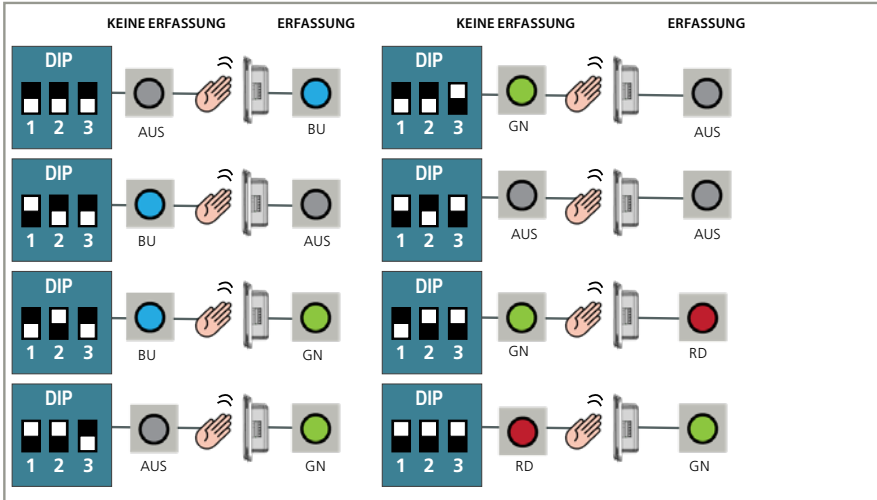 KEINE ERFASSUNG ERFASSUNG KEINE ERFASSUNG ERFASSUNG
DIP
1 2 3
AUS
BU
DIP
1 2 3
GN
AUS
DIP
1 2 3
BU
AUS
DIP
1 2 3
AUS
AUS
DIP
1 2 3
BU
GN
DIP
1 2 3
GN
RD
DIP
1 2 3
AUS
GN
DIP
1 2 3
RD
GN